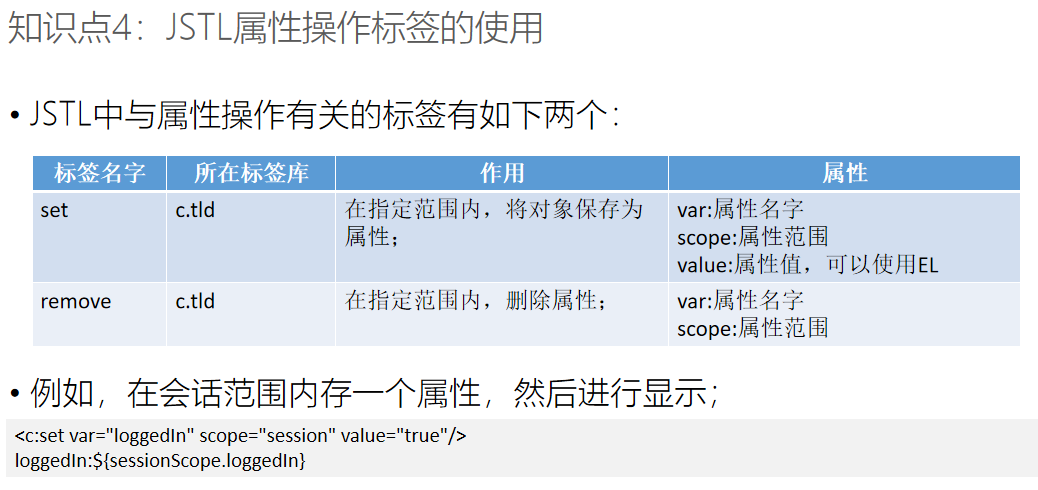 知识点4：JSTL属性操作标签的使用
• JSTL中与属性操作有关的标签有如下两个：
标签名字 所在标签库 作用 属性
set c.tld 在指定范围内，将对象保存为 var:属性名字
属性； scope:属性范围
value:属性值，可以使用EL
remove c.tld 在指定范围内，删除属性； var:属性名字
scope:属性范围
• 例如，在会话范围内存一个属性，然后进行显示；
<c:set var="loggedIn" scope="session" value="true"/>
loggedIn:${sessionScope.loggedIn}